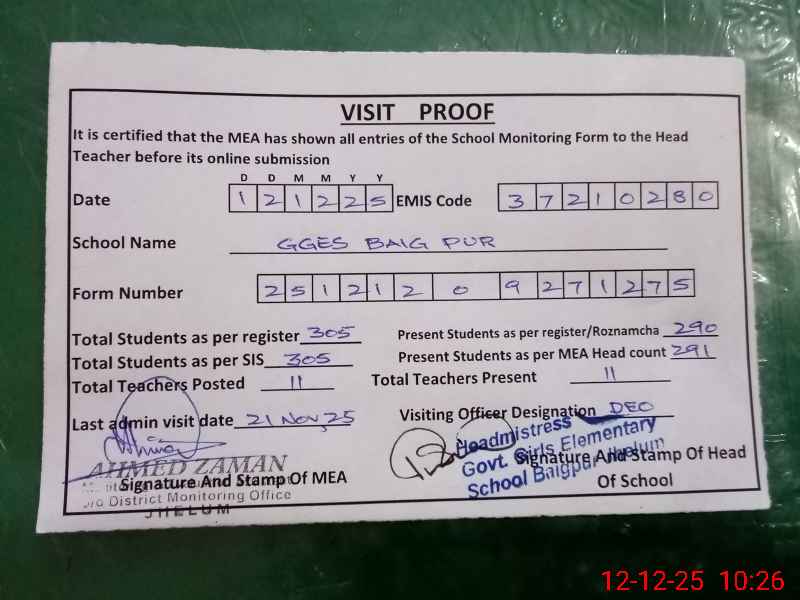 VISIT PROOF
It is certified that the MEA has shown all entries of the School Monitoring Form to the Head
Teacher before its online submission
D D M M Y Y
Date 1 2 1 2 2 5 EMIS Code 3 7 2 1 0 2 8 0
School Name GGES BAIG PUR
Form Number 2 5 1 2 1 2 0 9 2 7 1 2 7 5
Total Students as per register 305 Present Students as per register/Roznamcha 290
Total Students as per SIS 305 Present Students as per MEA Head count 291
Total Teachers Posted 11 Total Teachers Present 11
Last admin visit date 21 Nov, 25 Visiting Officer Designation DEO
Headmistress
Govt. Girls Elementary
School Baigpur Jhelum
AHMED ZAMAN
Signature And Stamp Of MEA Signature And Stamp Of Head
Of School
District Monitoring Office
JHELUM
12-12-25 10:26